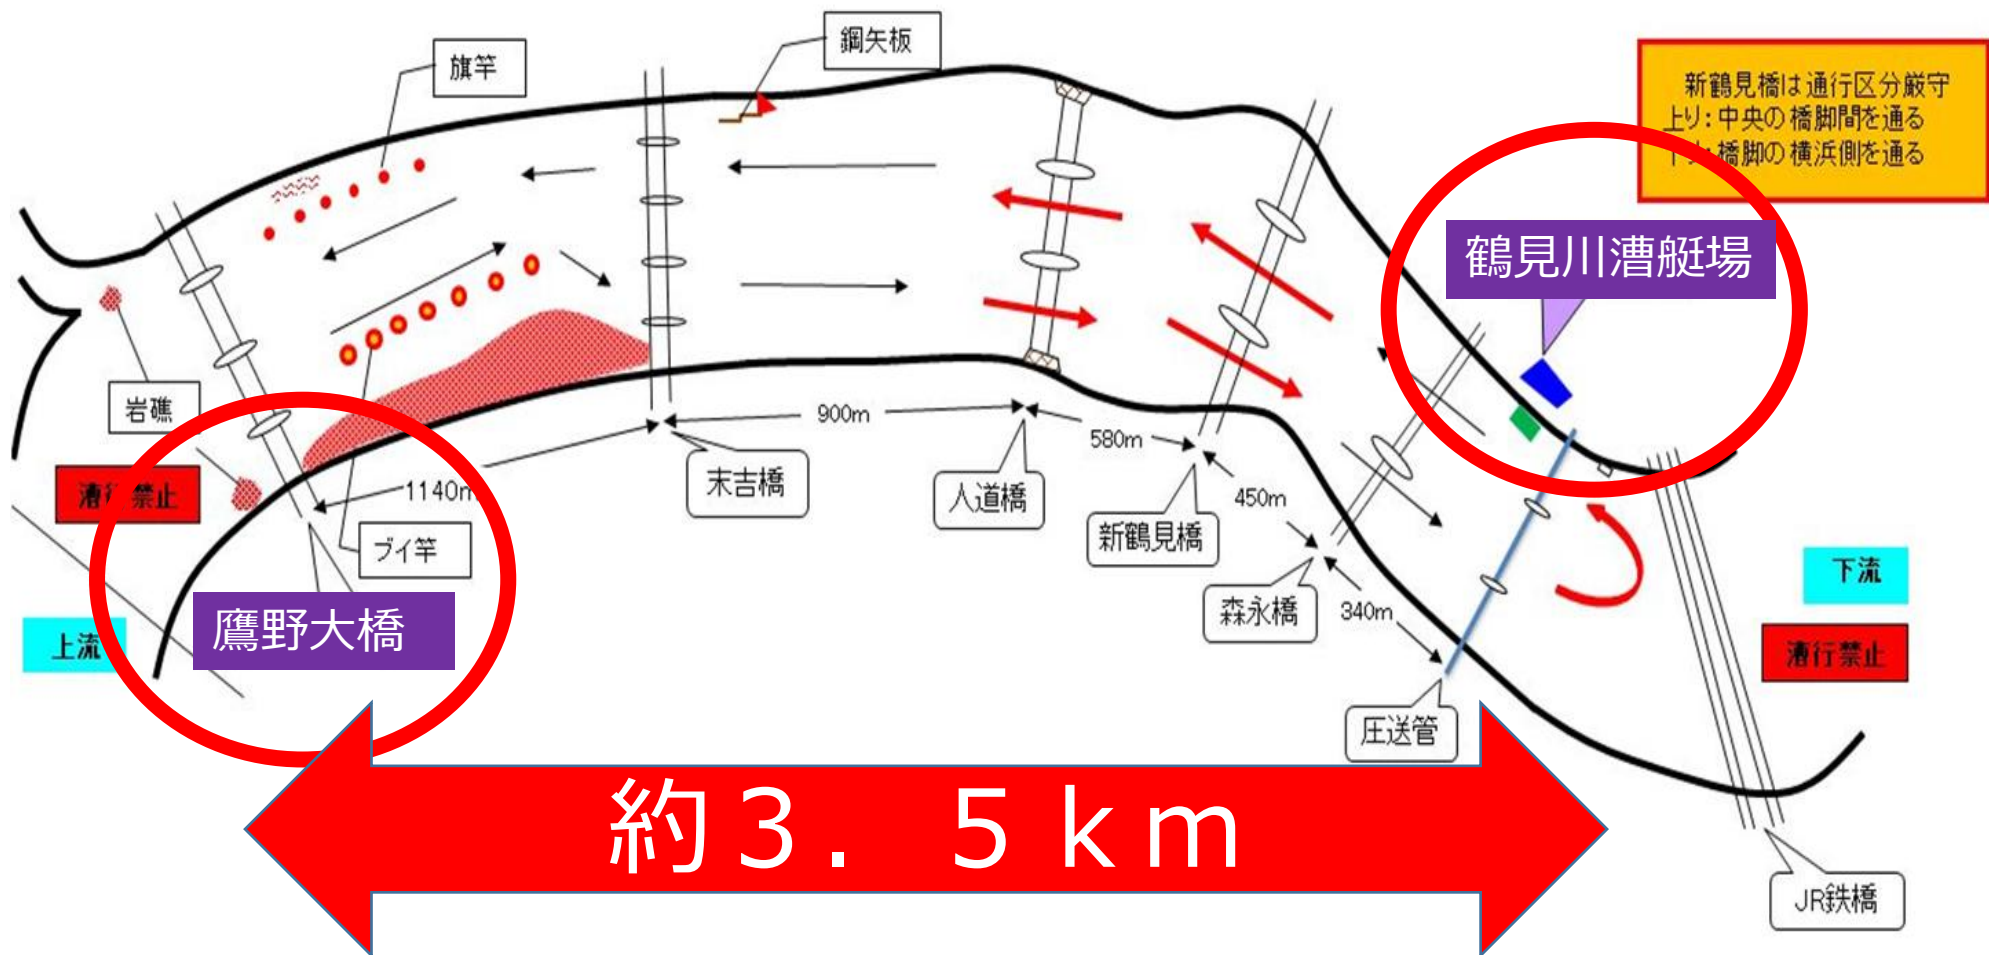 旗竿
鋼矢板
新鶴見橋は通行区分厳守
上り:中央の橋脚間を通る
橋脚の横浜側を通る
鶴見川漕艇場
岩礁
漕行禁止
1140m
900m
580m
450m
340m
末吉橋
人道橋
新鶴見橋
森永橋
圧送管
ブイ竿
鷹野大橋
上流
下流
漕行禁止
約3.5km
JR鉄橋